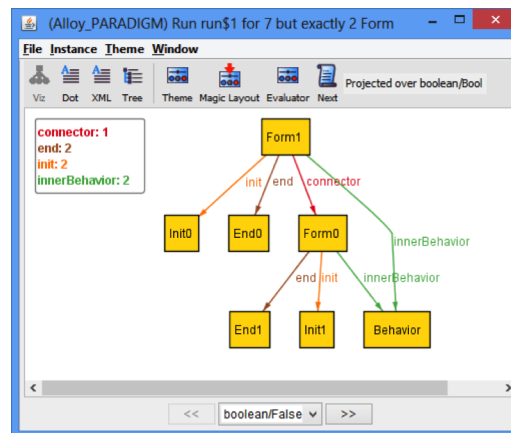 (Alloy_PARADIGM) Run run$1 for 7 but exactly 2 Form
File Instance Theme Window
Viz Dot XML Tree Theme Magic Layout Evaluator Next Projected over boolean/Bool
connector: 1
end: 2
init: 2
innerBehavior: 2
Form1
init end connector
Init0 End0 Form0
innerBehavior
end init innerBehavior
End1 Init1 Behavior
<< boolean/False >>